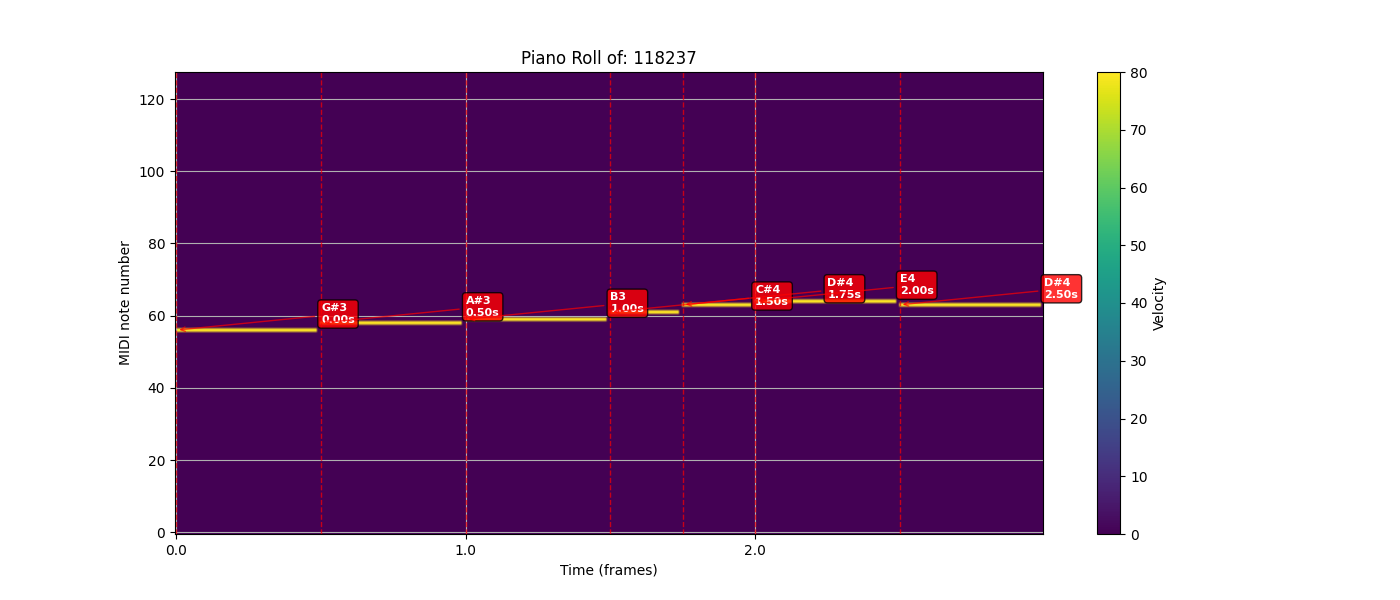 Piano Roll of: 118237
MIDI note number
120
100
80
60
40
20
0
G#3
0.00s
A#3
0.50s
B3
1.00s
C#4
1.50s
D#4
1.75s
E4
2.00s
D#4
2.50s
0.0
1.0
2.0
Time (frames)
80
70
60
50
40
30
20
10
0
Velocity